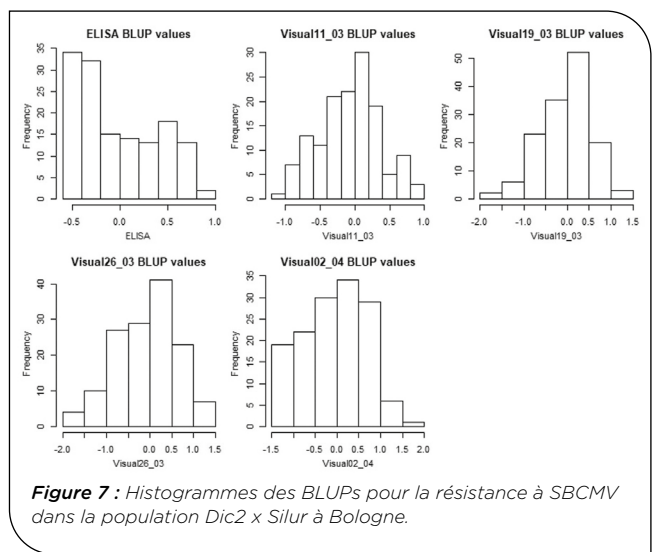 ELISA BLUP values
Frequency
0 5 10 15 20 25 30 35
-0.5 0.0 0.5 1.0
ELISA
Visual11_03 BLUP values
Frequency
0 5 10 15 20 25 30
-1.0 -0.5 0.0 0.5 1.0
Visual11_03
Visual19_03 BLUP values
Frequency
0 10 20 30 40 50
-2.0 -1.0 0.0 0.5 1.0 1.5
Visual19_03
Visual26_03 BLUP values
Frequency
0 10 20 30 40
-2.0 -1.0 0.0 0.5 1.0 1.5
Visual26_03
Visual02_04 BLUP values
Frequency
0 5 10 15 20 25 30 35
-1.5 -0.5 0.0 0.5 1.0 1.5 2.0
Visual02_04
Figure 7 : Histogrammes des BLUPs pour la résistance à SBCMV
dans la population Dic2 x Silur à Bologne.